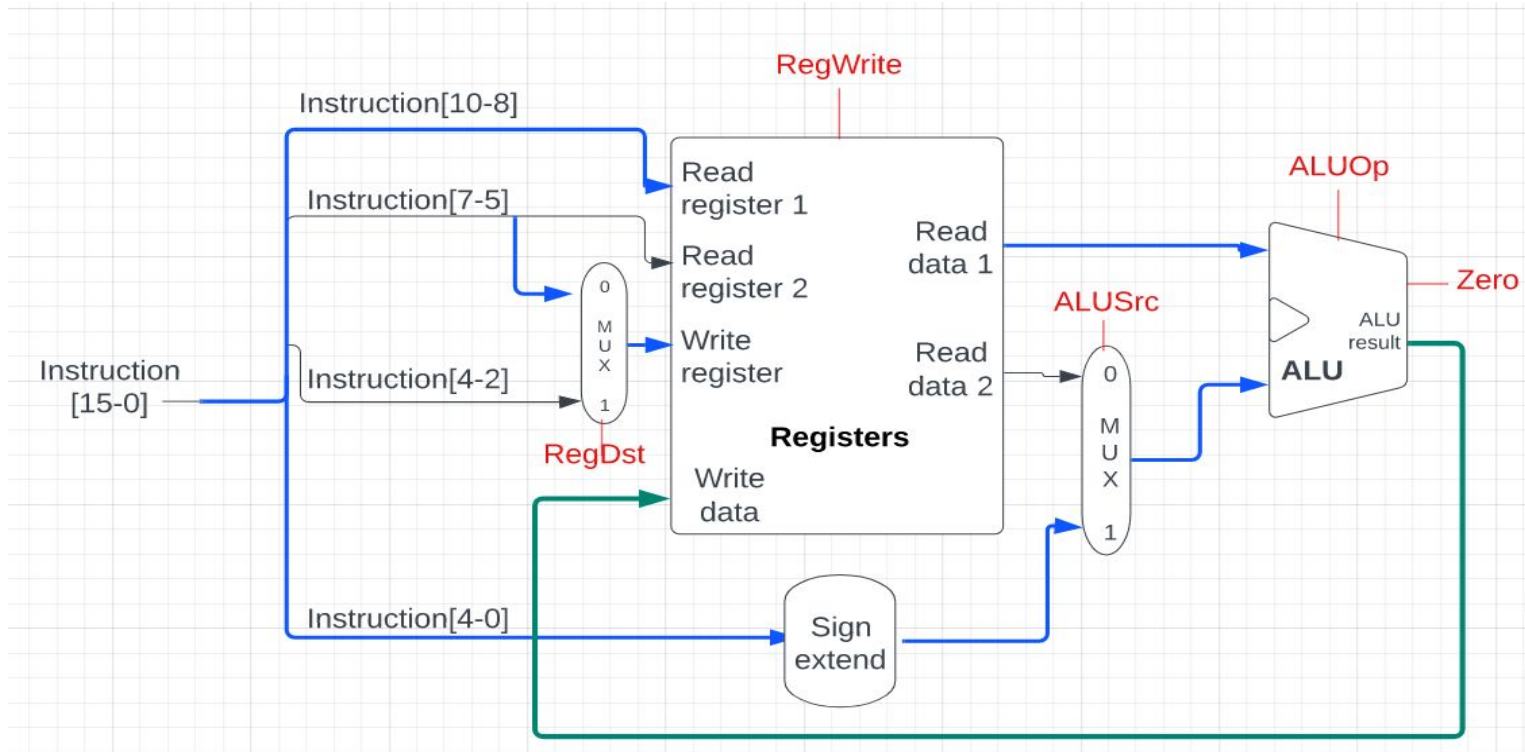 RegWrite
Instruction[10-8]
Read
register 1
Instruction[7-5]
Read
register 2
0
M
U
X
1
RegDst
Write
register
Instruction
[15-0]
Instruction[4-2]
Read
data 1
Read
data 2
Registers
Write
data
ALUSrc
0
M
U
X
1
ALUOp
Zero
ALU
result
ALU
Instruction[4-0]
Sign
extend